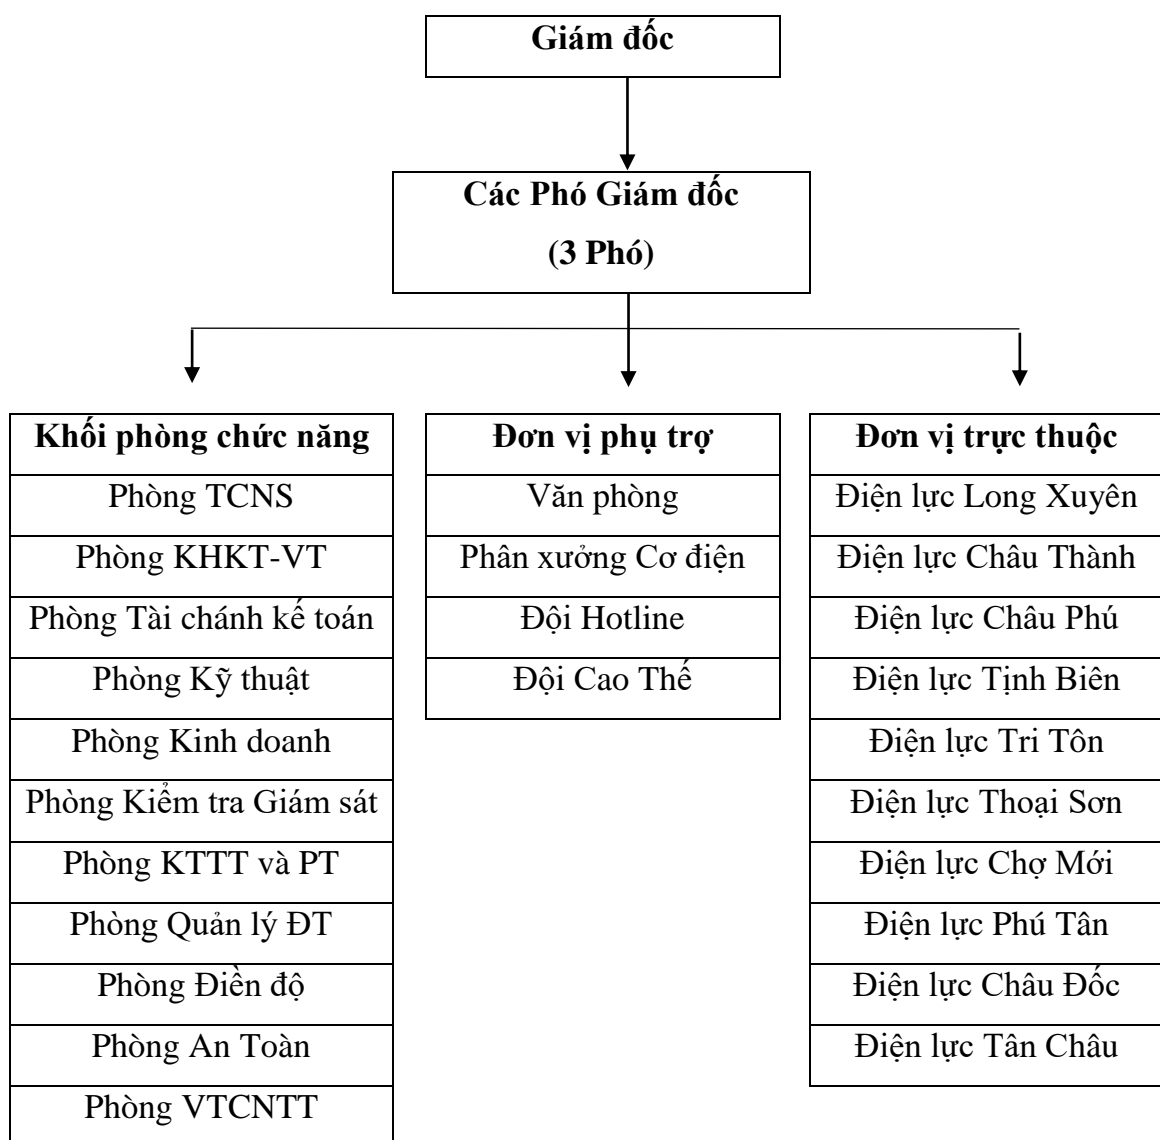 Giám đốc
Các Phó Giám đốc
(3 Phó)
Khối phòng chức năng
Phòng TCNS
Phòng KHKT-VT
Phòng Tài chánh kế toán
Phòng Kỹ thuật
Phòng Kinh doanh
Phòng Kiểm tra Giám sát
Phòng KTTT và PT
Phòng Quản lý ĐT
Phòng Điền độ
Phòng An Toàn
Phòng VTCNTT
Đơn vị phụ trợ
Văn phòng
Phân xưởng Cơ điện
Đội Hotline
Đội Cao Thế
Đơn vị trực thuộc
Điện lực Long Xuyên
Điện lực Châu Thành
Điện lực Châu Phú
Điện lực Tịnh Biên
Điện lực Tri Tôn
Điện lực Thoại Sơn
Điện lực Chợ Mới
Điện lực Phú Tân
Điện lực Châu Đốc
Điện lực Tân Châu